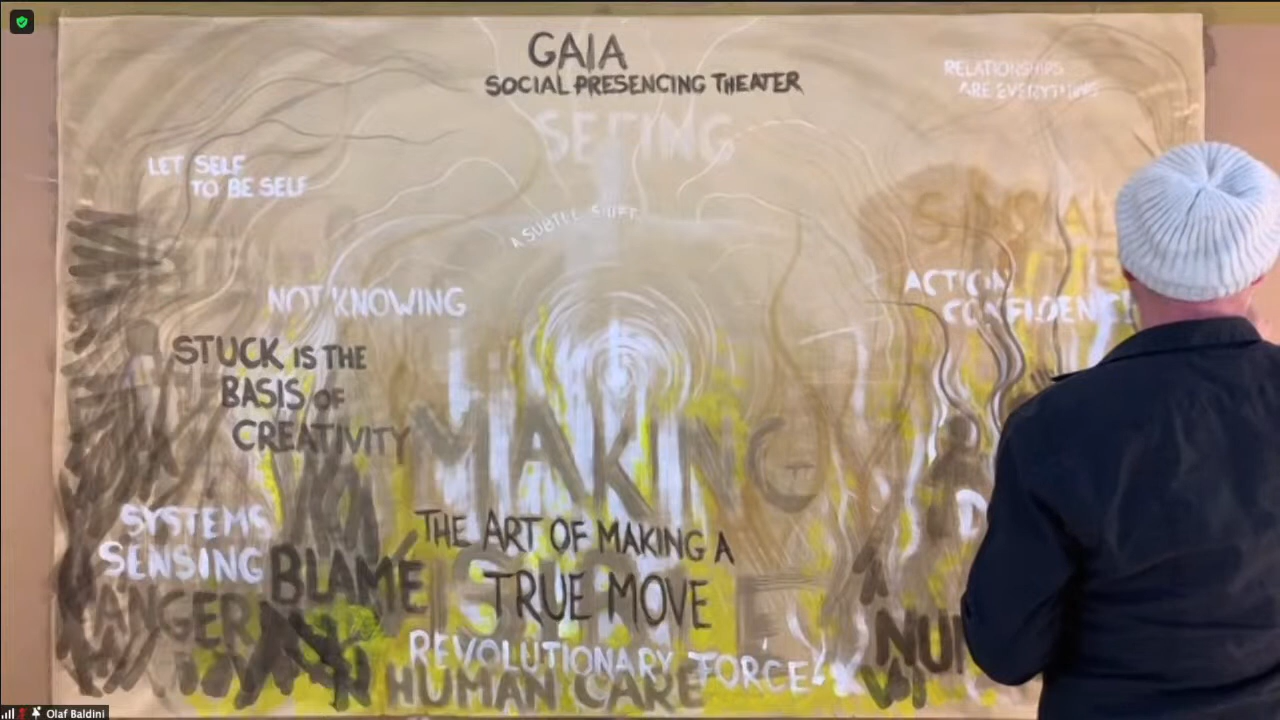 GAIA
SOCIAL PRESENCING THEATER
RELATIONSHIPS
ARE EVERYTHING
SEEING
LET SELF
TO BE SELF
A SUBTLE SHIFT
NOT KNOWING
ACTION
CONFIDENCE
STUCK IS THE
BASIS OF
CREATIVITY
MAKING
SYSTEMS
SENSING
THE ART OF MAKING A
TRUE MOVE
BLAME
ANGER
REVOLUTIONARY FORCE
HUMAN CARE
Olaf Baldini